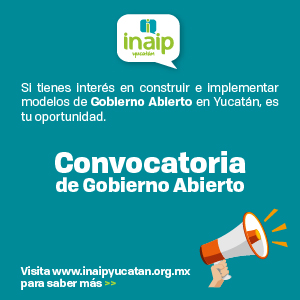 inaip
yucatán
Si tienes interés en construir e implementar
modelos de Gobierno Abierto en Yucatán, es
tu oportunidad.
Convocatoria
de Gobierno Abierto
Visita www.inaipyucatan.org.mx
para saber más >>